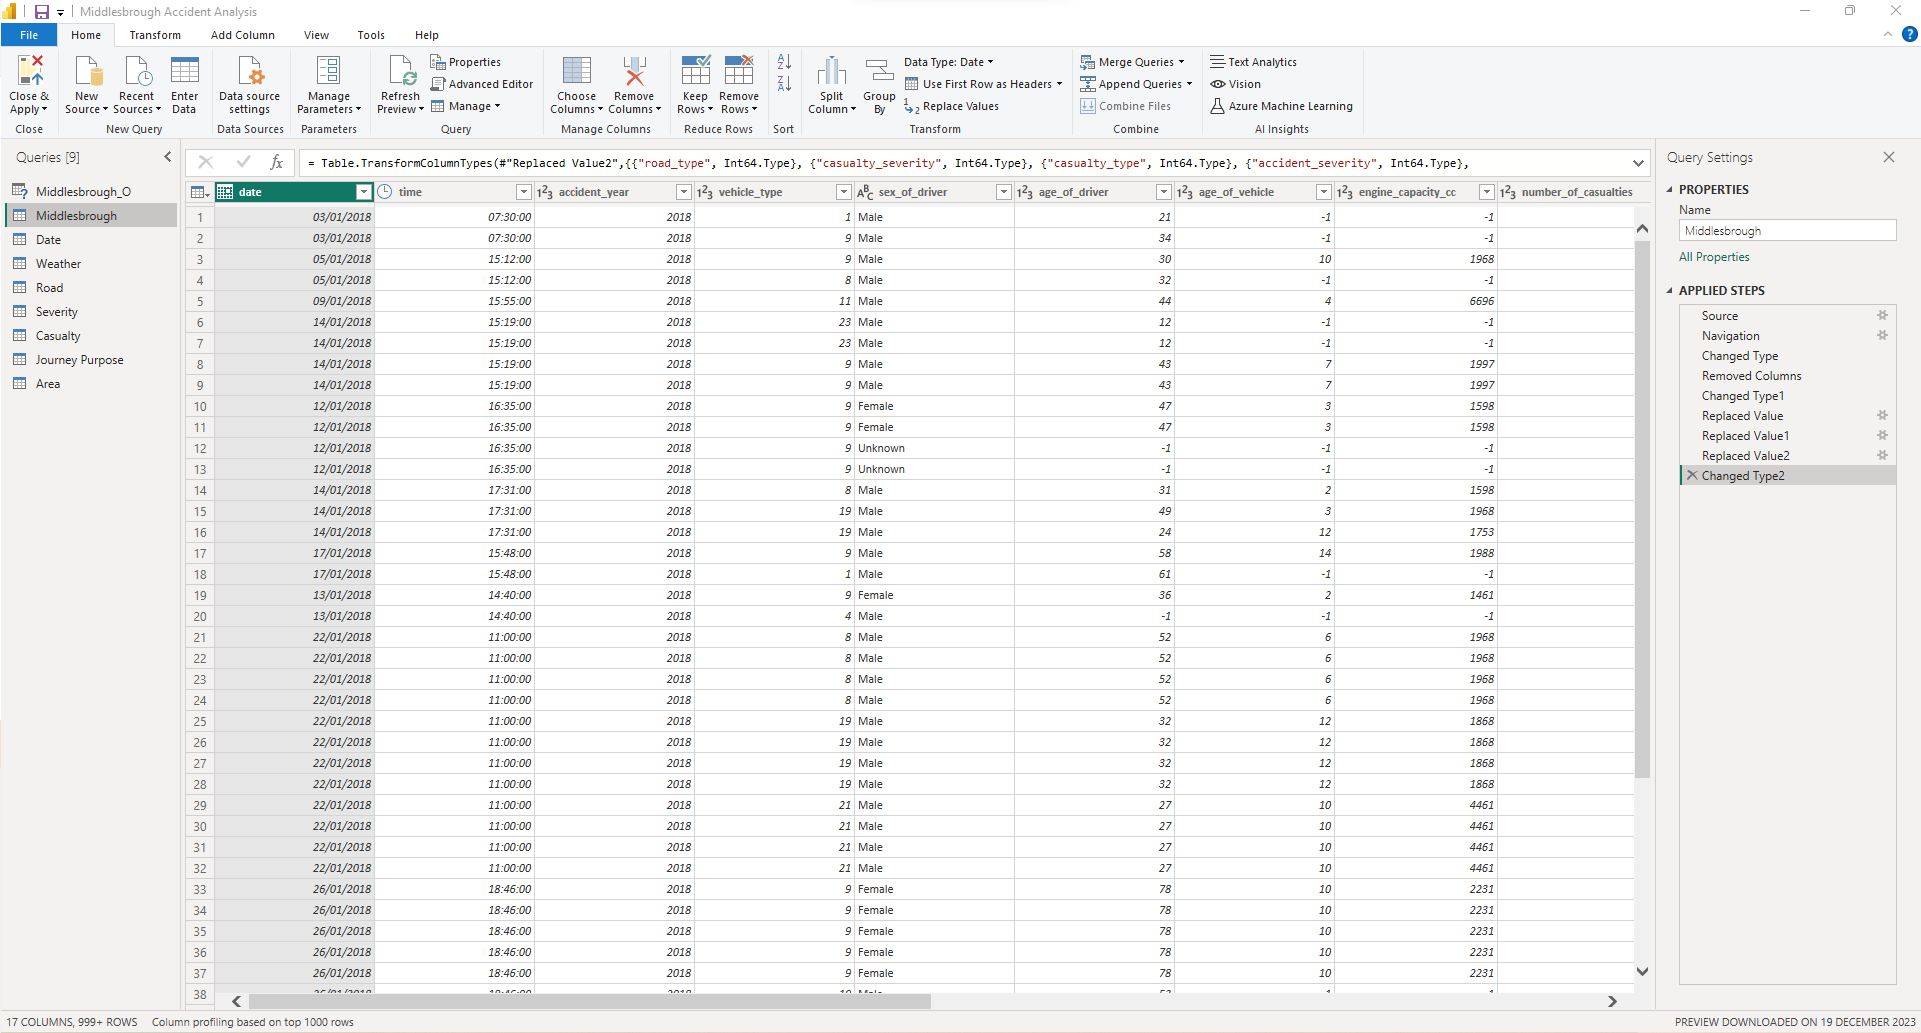 Middlesbrough Accident Analysis
File Home Transform Add Column View Tools Help
Close & Apply
Close
New Source
Recent Sources
Enter Data
New Query
Data source settings
Data Sources
Manage Parameters
Parameters
Refresh Preview
Properties
Advanced Editor
Manage
Query
Choose Columns
Remove Columns
Manage Columns
Keep Rows
Remove Rows
Reduce Rows
Sort
Split Column
Group By
Data Type: Date
Use First Row as Headers
Replace Values
Transform
Merge Queries
Append Queries
Combine Files
Combine
Text Analytics
Vision
Azure Machine Learning
AI Insights
Queries [9]
Middlesbrough_O
Middlesbrough
Date
Weather
Road
Severity
Casualty
Journey Purpose
Area
fx = Table.TransformColumnTypes(#"Replaced Value2",{{"road_type", Int64.Type}, {"casualty_severity", Int64.Type}, {"casualty_type", Int64.Type}, {"accident_severity", Int64.Type},
date time accident_year vehicle_type sex_of_driver age_of_driver age_of_vehicle engine_capacity_cc number_of_casualties
1 03/01/2018 07:30:00 2018 1 Male 21 -1 -1
2 03/01/2018 07:30:00 2018 9 Male 34 -1 -1
3 05/01/2018 15:12:00 2018 9 Male 30 10 1968
4 05/01/2018 15:12:00 2018 8 Male 32 -1 -1
5 09/01/2018 15:55:00 2018 11 Male 44 4 6696
6 14/01/2018 15:19:00 2018 23 Male 12 -1 -1
7 14/01/2018 15:19:00 2018 23 Male 12 -1 -1
8 14/01/2018 15:19:00 2018 9 Male 43 7 1997
9 14/01/2018 15:19:00 2018 9 Male 43 7 1997
10 12/01/2018 16:35:00 2018 9 Female 47 3 1598
11 12/01/2018 16:35:00 2018 9 Female 47 3 1598
12 12/01/2018 16:35:00 2018 9 Unknown -1 -1 -1
13 12/01/2018 16:35:00 2018 9 Unknown -1 -1 -1
14 14/01/2018 17:31:00 2018 8 Male 31 2 1598
15 14/01/2018 17:31:00 2018 19 Male 49 3 1968
16 14/01/2018 17:31:00 2018 19 Male 24 12 1753
17 17/01/2018 15:48:00 2018 9 Male 58 14 1988
18 17/01/2018 15:48:00 2018 1 Male 61 -1 -1
19 13/01/2018 14:40:00 2018 9 Female 36 2 1461
20 13/01/2018 14:40:00 2018 4 Male -1 -1 -1
21 22/01/2018 11:00:00 2018 8 Male 52 6 1968
22 22/01/2018 11:00:00 2018 8 Male 52 6 1968
23 22/01/2018 11:00:00 2018 8 Male 52 6 1968
24 22/01/2018 11:00:00 2018 8 Male 52 6 1968
25 22/01/2018 11:00:00 2018 19 Male 32 12 1868
26 22/01/2018 11:00:00 2018 19 Male 32 12 1868
27 22/01/2018 11:00:00 2018 19 Male 32 12 1868
28 22/01/2018 11:00:00 2018 19 Male 32 12 1868
29 22/01/2018 11:00:00 2018 21 Male 27 10 4461
30 22/01/2018 11:00:00 2018 21 Male 27 10 4461
31 22/01/2018 11:00:00 2018 21 Male 27 10 4461
32 22/01/2018 11:00:00 2018 21 Male 27 10 4461
33 26/01/2018 18:46:00 2018 9 Female 78 10 2231
34 26/01/2018 18:46:00 2018 9 Female 78 10 2231
35 26/01/2018 18:46:00 2018 9 Female 78 10 2231
36 26/01/2018 18:46:00 2018 9 Female 78 10 2231
37 26/01/2018 18:46:00 2018 9 Female 78 10 2231
38
Query Settings
PROPERTIES
Name
Middlesbrough
All Properties
APPLIED STEPS
Source
Navigation
Changed Type
Removed Columns
Changed Type1
Replaced Value
Replaced Value1
Replaced Value2
Changed Type2
17 COLUMNS, 999+ ROWS Column profiling based on top 1000 rows
PREVIEW DOWNLOADED ON 19 DECEMBER 2023